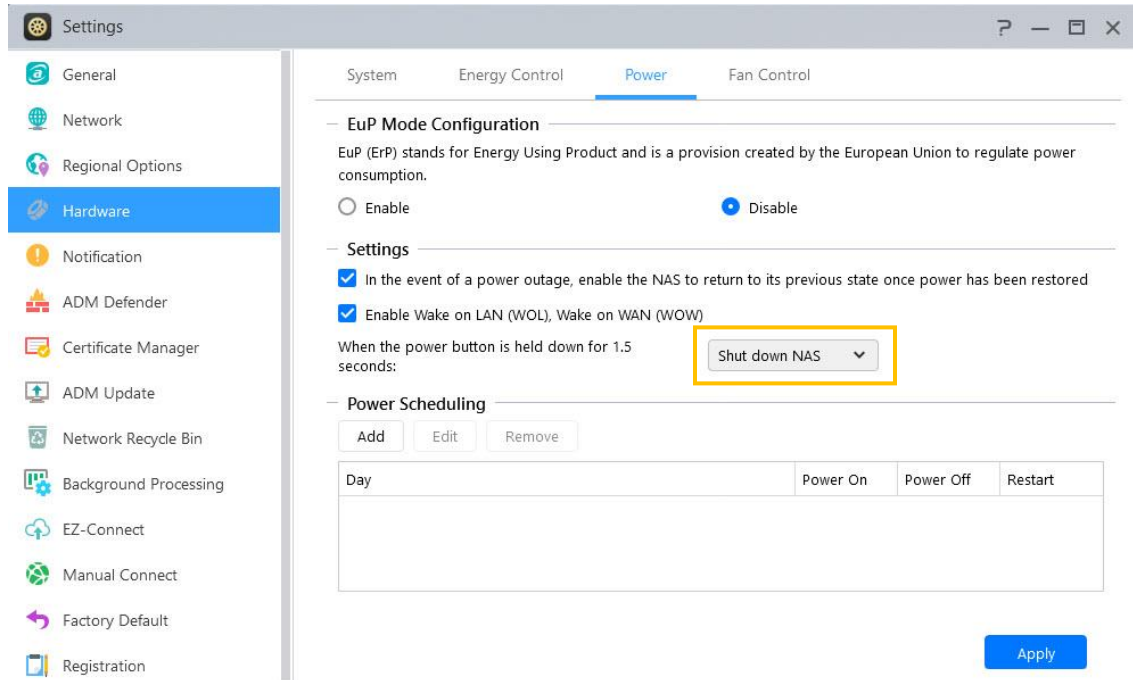 Settings
General
Network
Regional Options
Hardware
Notification
ADM Defender
Certificate Manager
ADM Update
Network Recycle Bin
Background Processing
EZ-Connect
Manual Connect
Factory Default
Registration
System Energy Control Power Fan Control
EuP Mode Configuration
EuP (ErP) stands for Energy Using Product and is a provision created by the European Union to regulate power
consumption.
Enable Disable
Settings
In the event of a power outage, enable the NAS to return to its previous state once power has been restored
Enable Wake on LAN (WOL), Wake on WAN (WOW)
When the power button is held down for 1.5
seconds:
Shut down NAS
Power Scheduling
Add Edit Remove
Day Power On Power Off Restart
Apply